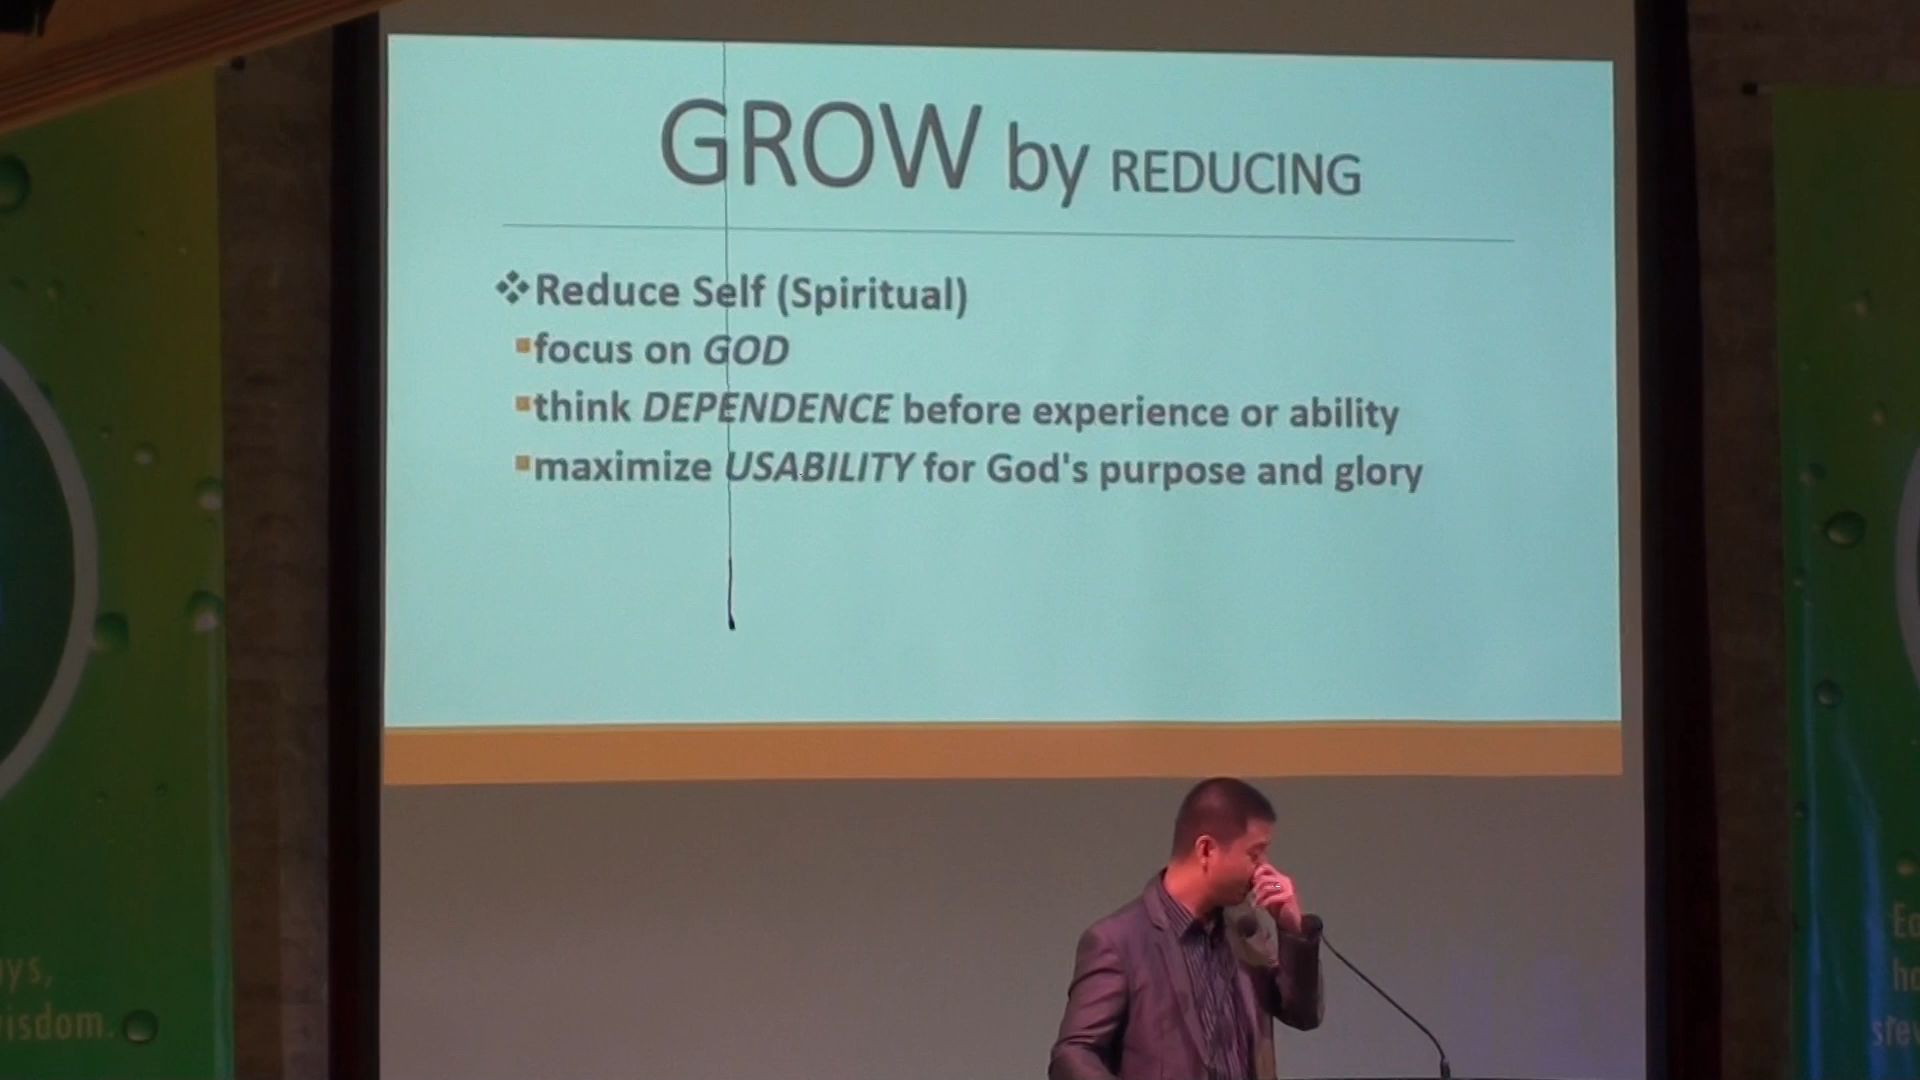 GROW by REDUCING
❖Reduce Self (Spiritual)
▪focus on GOD
▪think DEPENDENCE before experience or ability
▪maximize USABILITY for God's purpose and glory